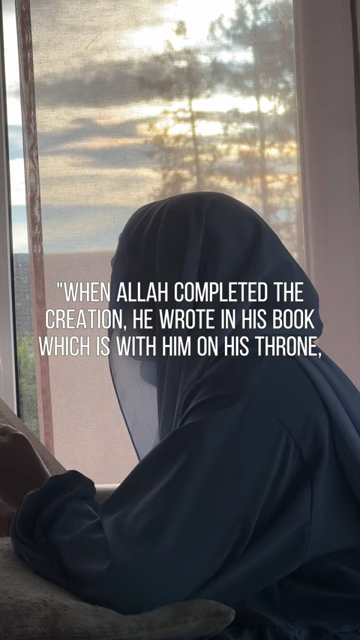 "WHEN ALLAH COMPLETED THE
CREATION, HE WROTE IN HIS BOOK
WHICH IS WITH HIM ON HIS THRONE,